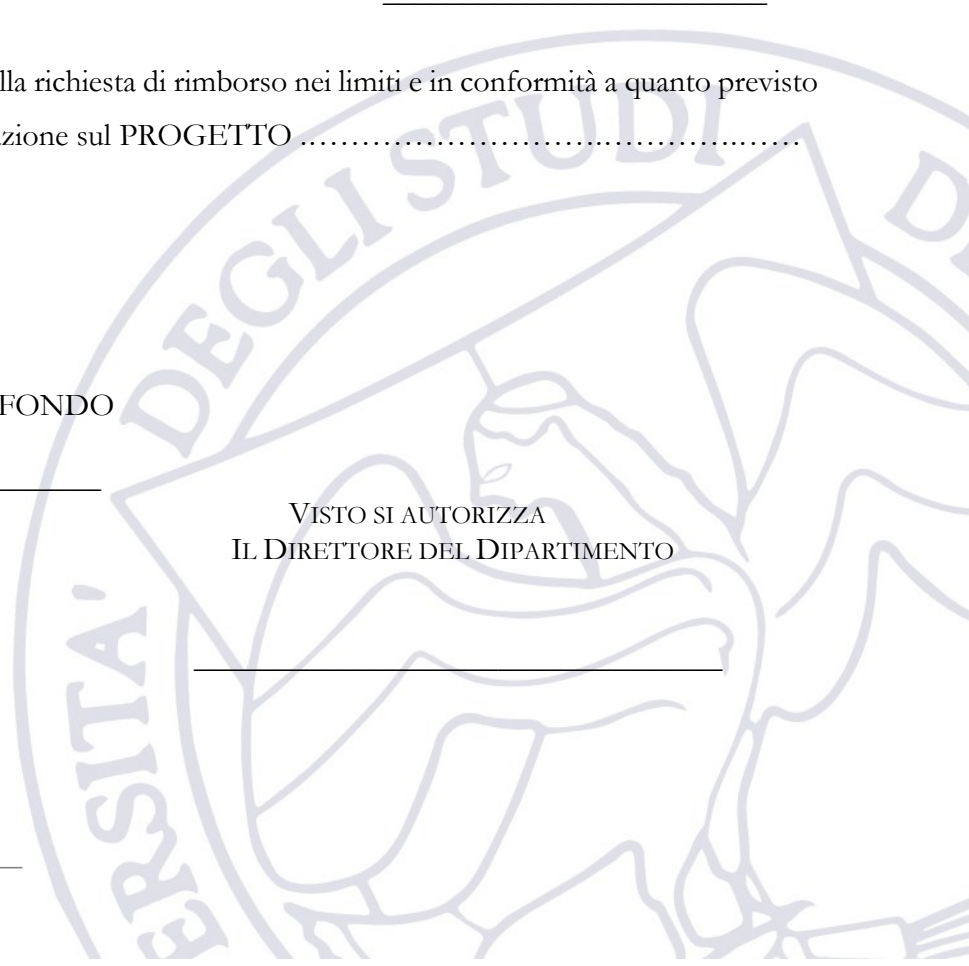 lla richiesta di rimborso nei limiti e in conformità a quanto previsto
zione sul PROGETTO ……………………………..…………..……
FONDO
VISTO SI AUTORIZZA
IL DIRETTORE DEL DIPARTIMENTO
ERSITA' DEGLI STUDI D